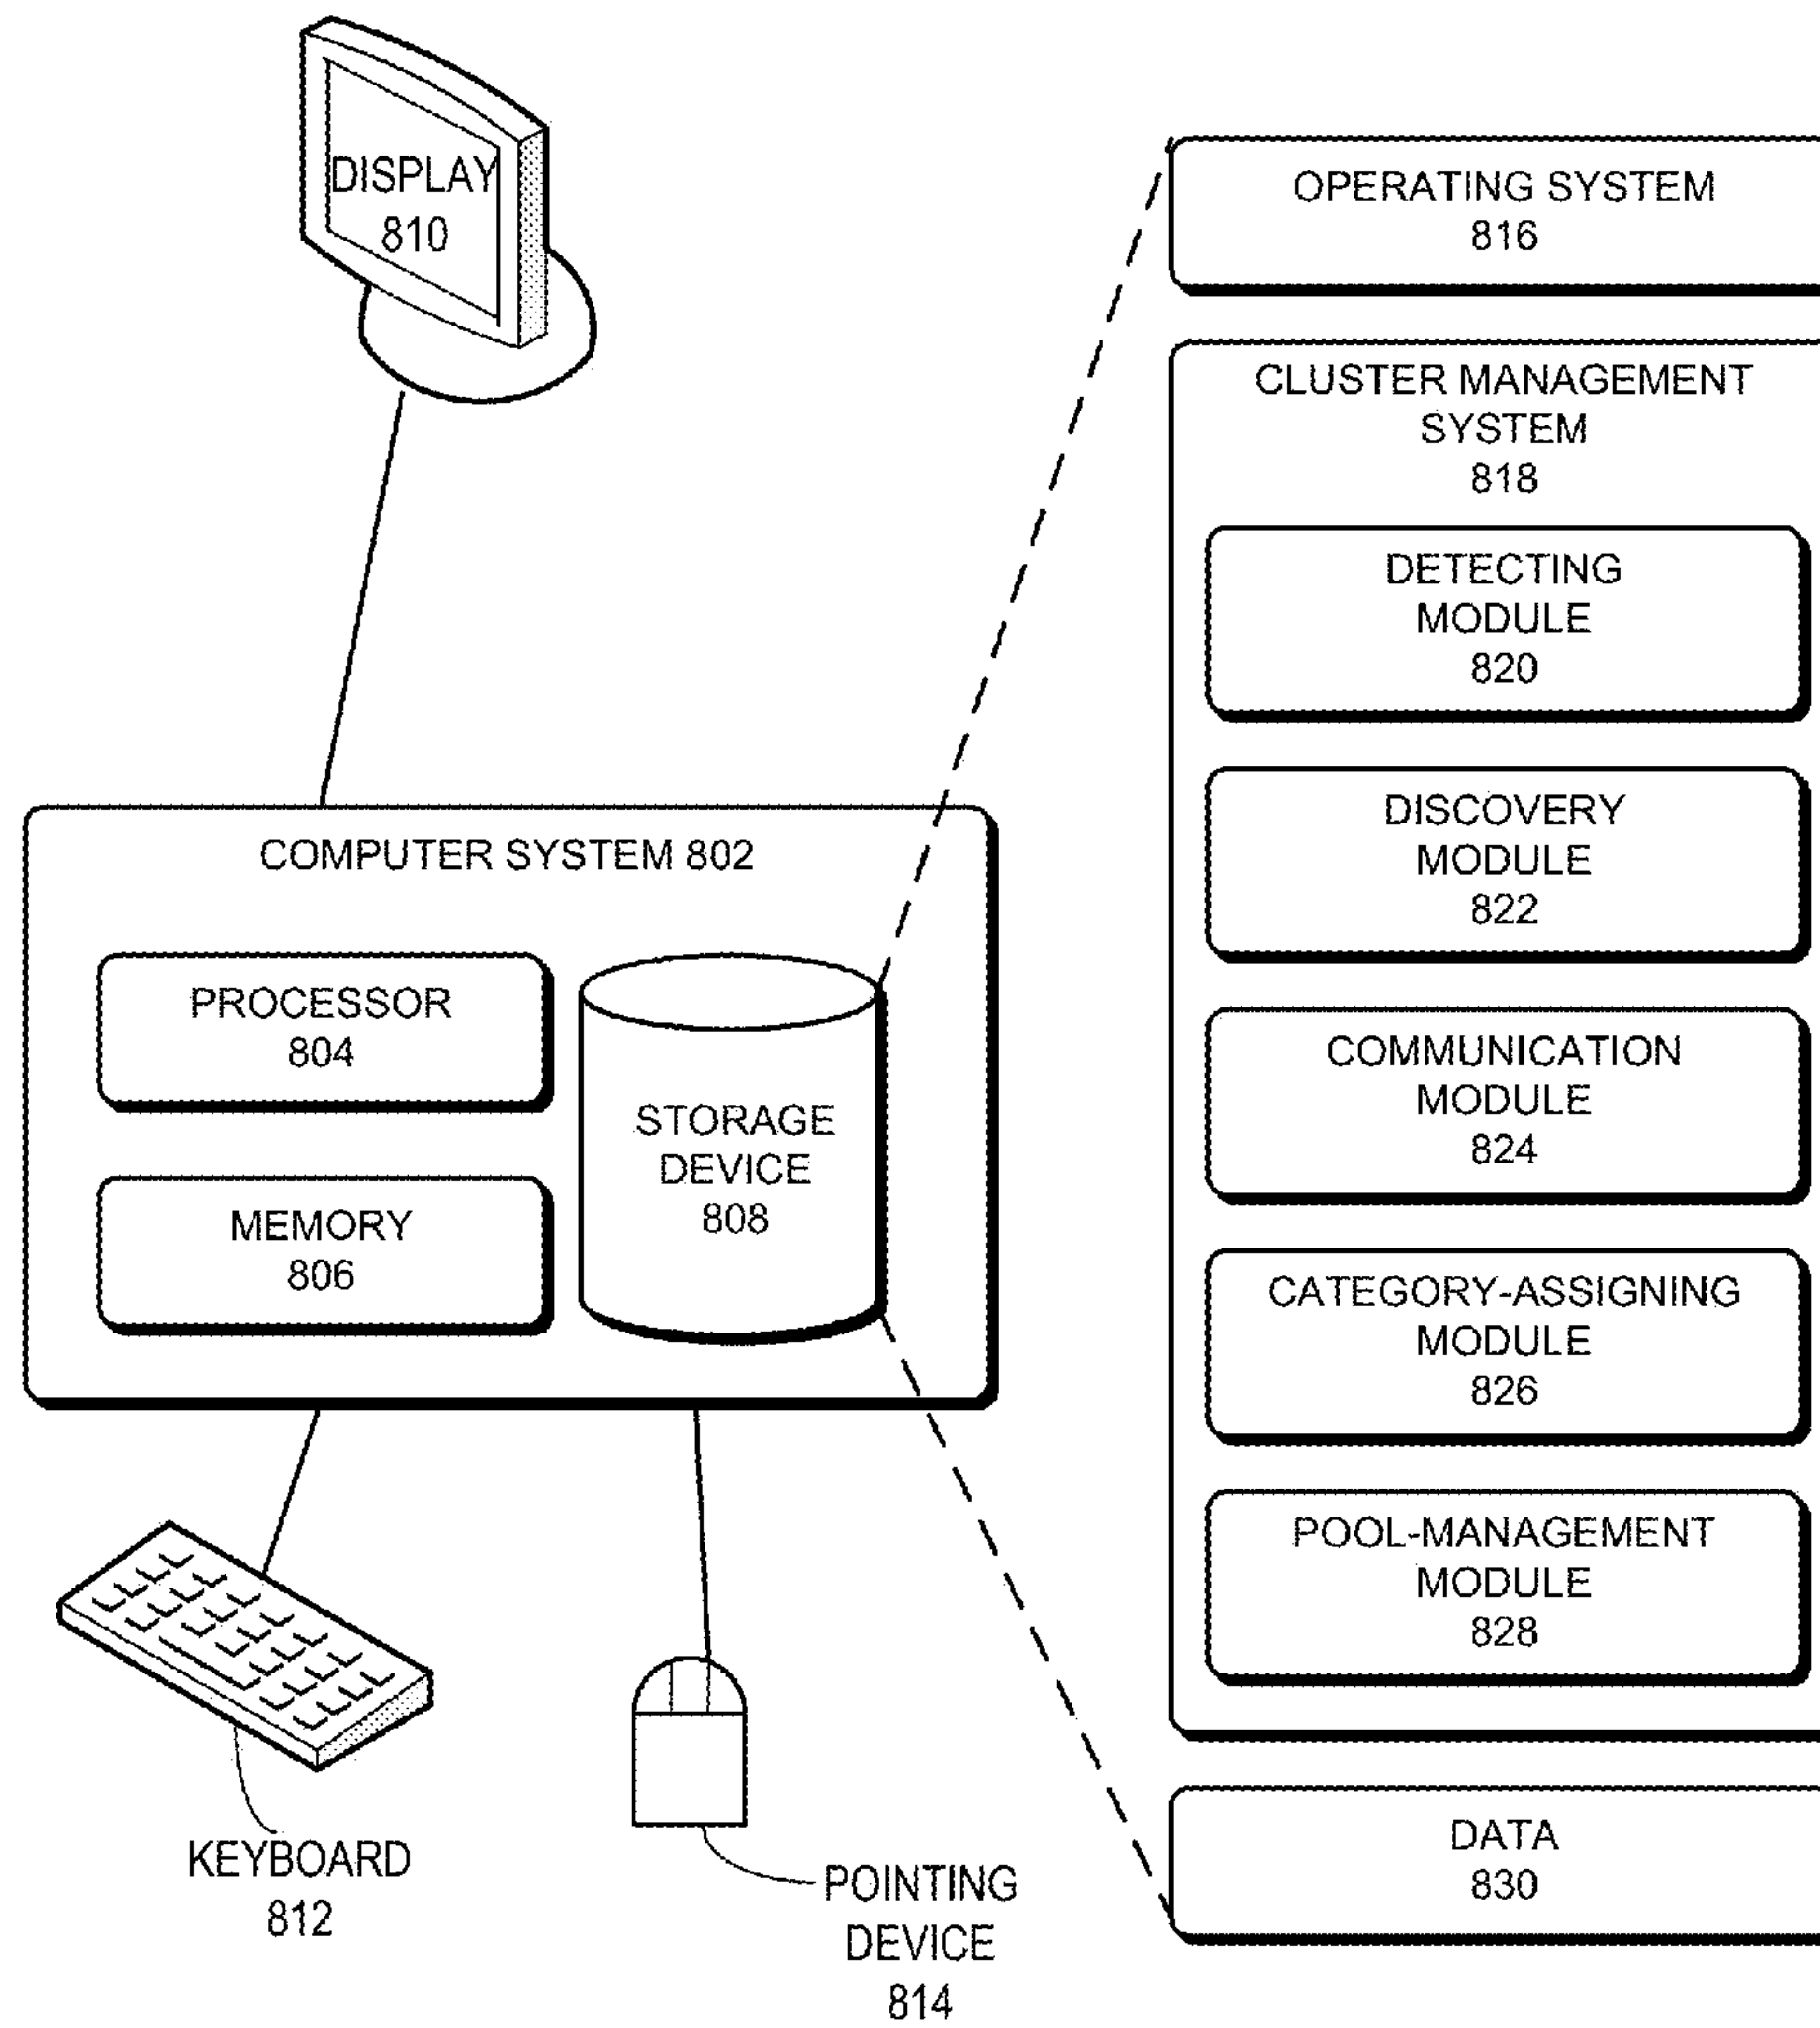 DISPLAY
810
COMPUTER SYSTEM 802
PROCESSOR
804
MEMORY
806
STORAGE
DEVICE
808
KEYBOARD
812
POINTING
DEVICE
814
OPERATING SYSTEM
816
CLUSTER MANAGEMENT
SYSTEM
818
DETECTING
MODULE
820
DISCOVERY
MODULE
822
COMMUNICATION
MODULE
824
CATEGORY-ASSIGNING
MODULE
826
POOL-MANAGEMENT
MODULE
828
DATA
830